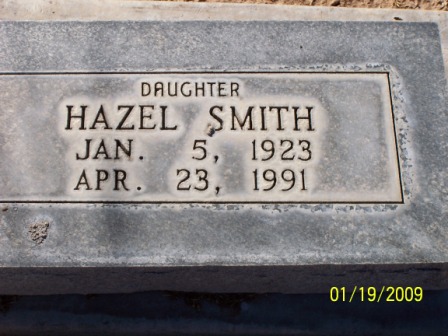 DAUGHTER
HAZEL SMITH
JAN. 5, 1923
APR. 23, 1991
01/19/2009